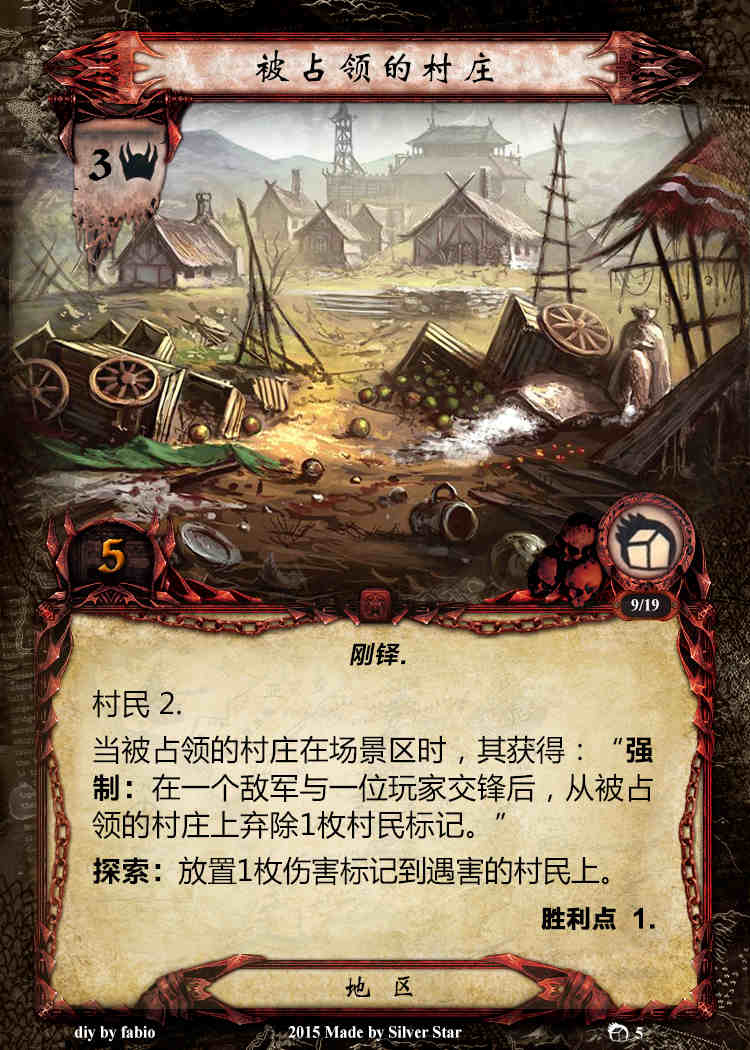 被占领的村庄
3
5
9/19
刚铎.
村民 2.
当被占领的村庄在场景区时，其获得：“强
制：在一个敌军与一位玩家交锋后，从被占
领的村庄上弃除1枚村民标记。”
探索：放置1枚伤害标记到遇害的村民上。
胜利点 1.
地区
diy by fabio
2015 Made by Silver Star
5